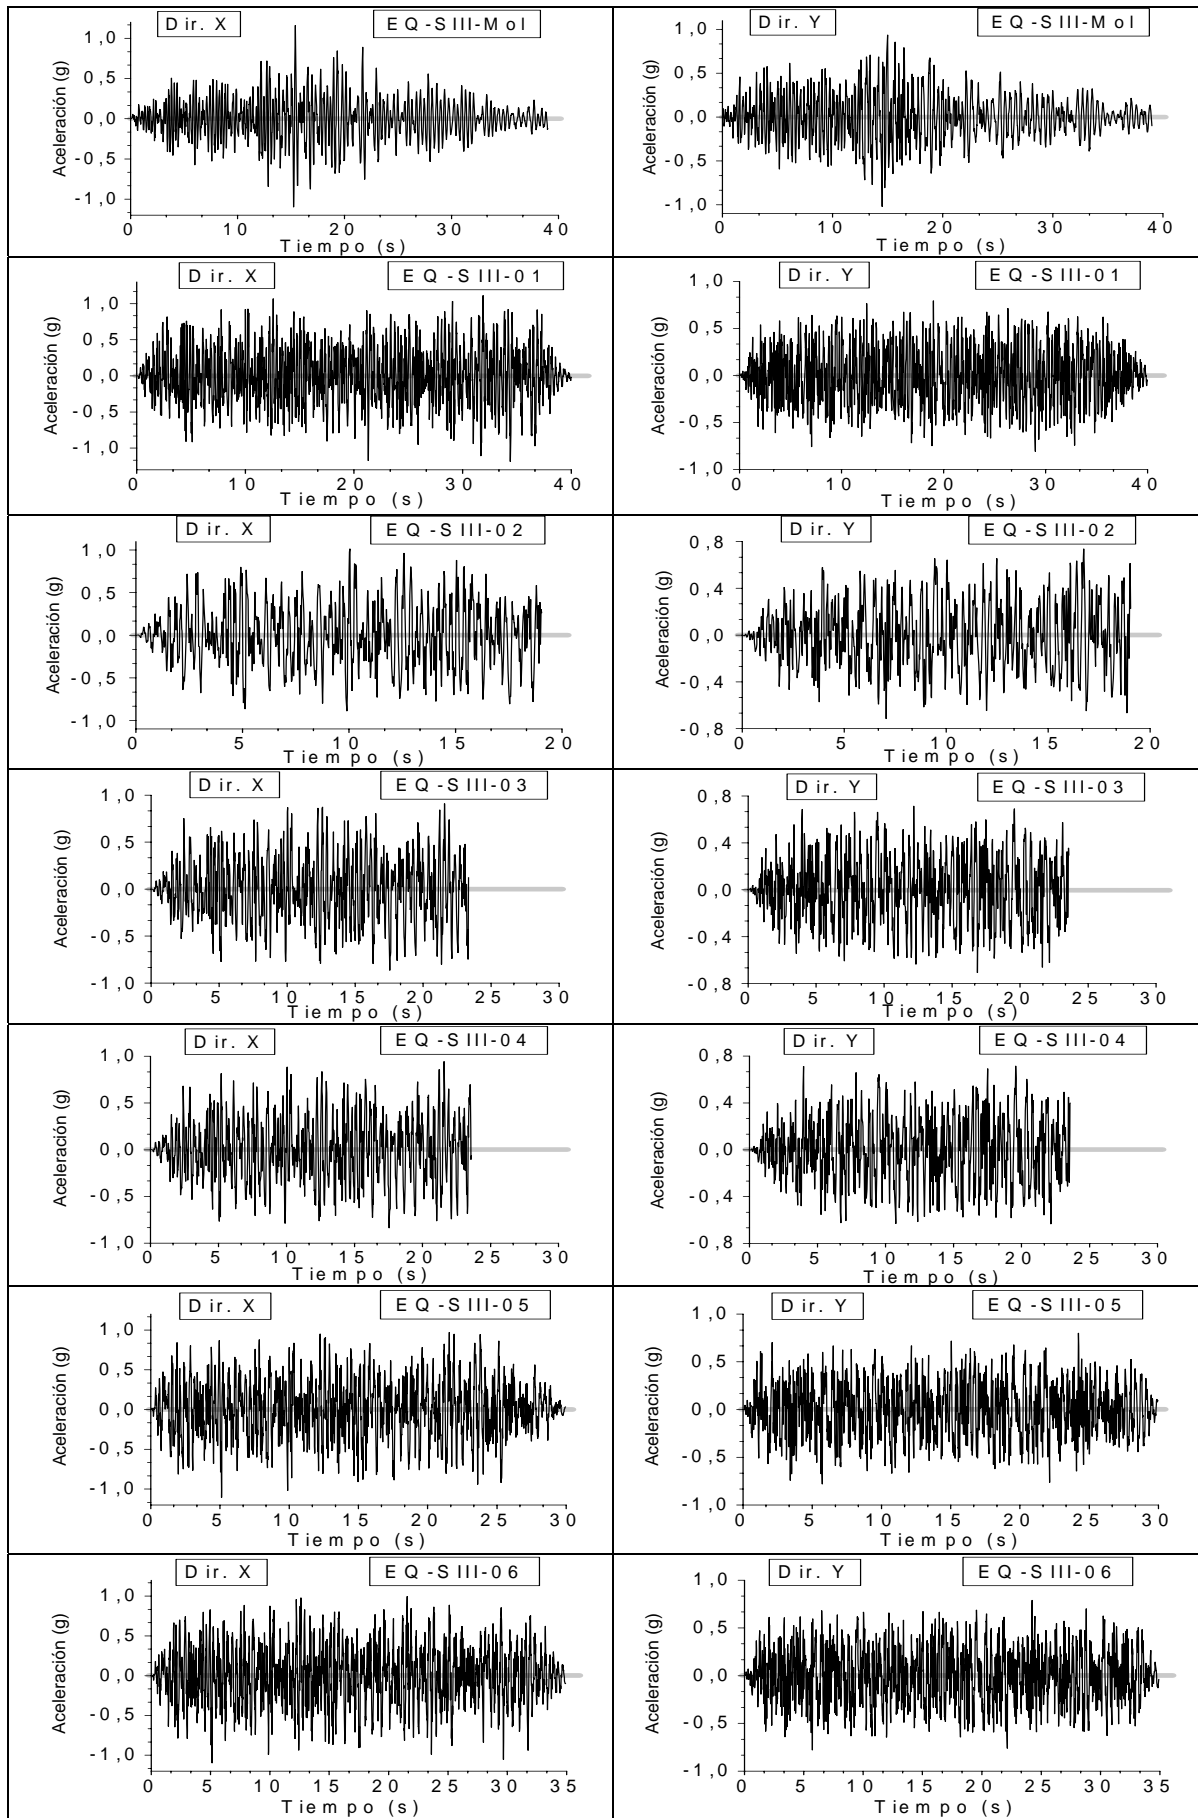 Dir. X
EQ-SIII-Mol
Aceleración (g)
1,0
0,5
0,0
-0,5
-1,0
0 10 20 30 40
Tiempo (s)
Dir. Y
EQ-SIII-Mol
Aceleración (g)
1,0
0,5
0,0
-0,5
-1,0
0 10 20 30 40
Tiempo (s)
Dir. X
EQ-SIII-01
Aceleración (g)
1,0
0,5
0,0
-0,5
-1,0
0 10 20 30 40
Tiempo (s)
Dir. Y
EQ-SIII-01
Aceleración (g)
1,0
0,5
0,0
-0,5
-1,0
0 10 20 30 40
Tiempo (s)
Dir. X
EQ-SIII-02
Aceleración (g)
1,0
0,5
0,0
-0,5
-1,0
0 5 10 15 20
Tiempo (s)
Dir. Y
EQ-SIII-02
Aceleración (g)
0,8
0,4
0,0
-0,4
-0,8
0 5 10 15 20
Tiempo (s)
Dir. X
EQ-SIII-03
Aceleración (g)
1,0
0,5
0,0
-0,5
-1,0
0 5 10 15 20 25 30
Tiempo (s)
Dir. Y
EQ-SIII-03
Aceleración (g)
0,8
0,4
0,0
-0,4
-0,8
0 5 10 15 20 25 30
Tiempo (s)
Dir. X
EQ-SIII-04
Aceleración (g)
1,0
0,5
0,0
-0,5
-1,0
0 5 10 15 20 25 30
Tiempo (s)
Dir. Y
EQ-SIII-04
Aceleración (g)
0,8
0,4
0,0
-0,4
-0,8
0 5 10 15 20 25 30
Tiempo (s)
Dir. X
EQ-SIII-05
Aceleración (g)
1,0
0,5
0,0
-0,5
-1,0
0 5 10 15 20 25 30
Tiempo (s)
Dir. Y
EQ-SIII-05
Aceleración (g)
1,0
0,5
0,0
-0,5
-1,0
0 5 10 15 20 25 30
Tiempo (s)
Dir. X
EQ-SIII-06
Aceleración (g)
1,0
0,5
0,0
-0,5
-1,0
0 5 10 15 20 25 30 35
Tiempo (s)
Dir. Y
EQ-SIII-06
Aceleración (g)
1,0
0,5
0,0
-0,5
-1,0
0 5 10 15 20 25 30 35
Tiempo (s)